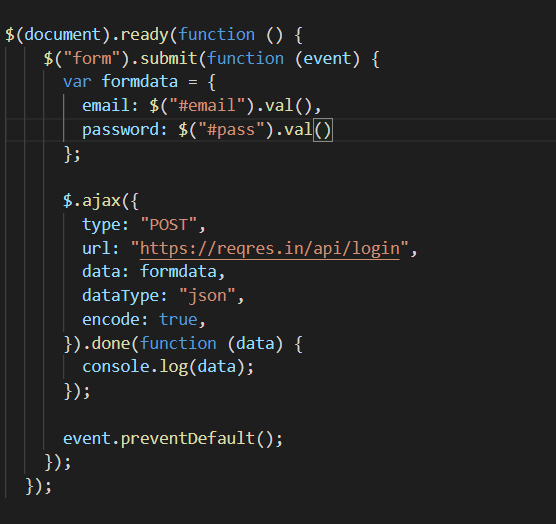 $(document).ready(function () {
$("form").submit(function (event) {
var formdata = {
email: $("#email").val(),
password: $("#pass").val()
};
$.ajax({
type: "POST",
url: "https://reqres.in/api/login",
data: formdata,
dataType: "json",
encode: true,
}).done(function (data) {
console.log(data);
});
event.preventDefault();
});
});